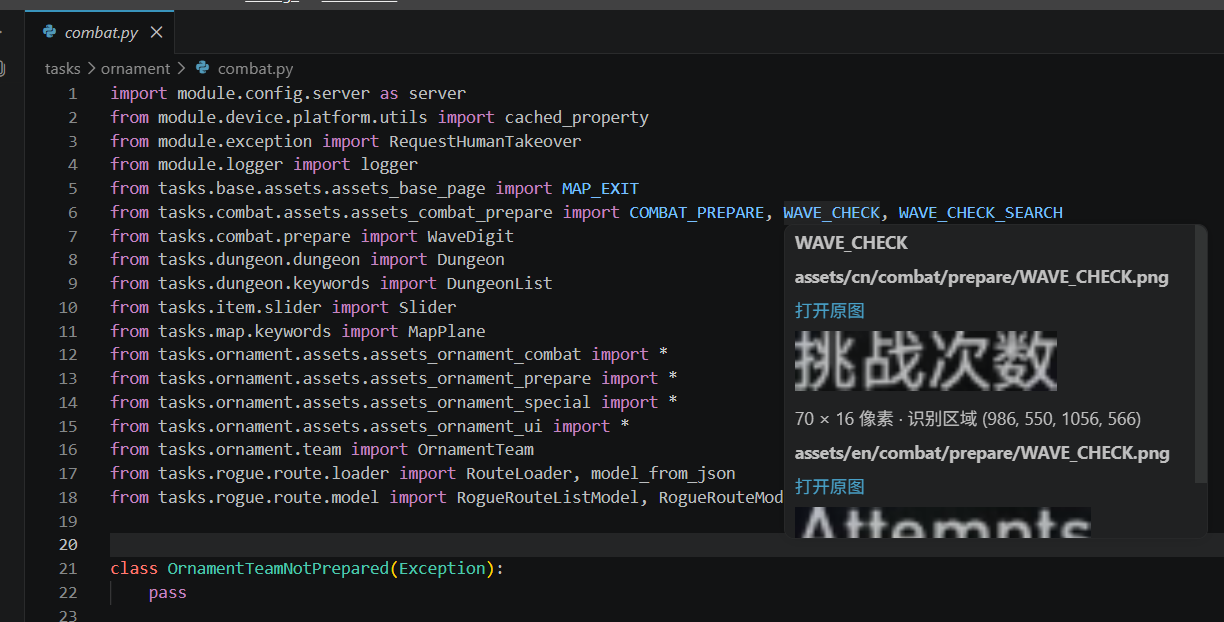 combat.py
tasks > ornament > combat.py
1 import module.config.server as server
2 from module.device.platform.utils import cached_property
3 from module.exception import RequestHumanTakeover
4 from module.logger import logger
5 from tasks.base.assets.assets_base_page import MAP_EXIT
6 from tasks.combat.assets.assets_combat_prepare import COMBAT_PREPARE, WAVE_CHECK, WAVE_CHECK_SEARCH
7 from tasks.combat.prepare import WaveDigit
8 from tasks.dungeon.dungeon import Dungeon
9 from tasks.dungeon.keywords import DungeonList
10 from tasks.item.slider import Slider
11 from tasks.map.keywords import MapPlane
12 from tasks.ornament.assets.assets_ornament_combat import *
13 from tasks.ornament.assets.assets_ornament_prepare import *
14 from tasks.ornament.assets.assets_ornament_special import *
15 from tasks.ornament.assets.assets_ornament_ui import *
16 from tasks.ornament.team import OrnamentTeam
17 from tasks.rogue.route.loader import RouteLoader, model_from_json
18 from tasks.rogue.route.model import RogueRouteListModel, RogueRouteMod
19
20
21 class OrnamentTeamNotPrepared(Exception):
22 pass
23
WAVE_CHECK
assets/cn/combat/prepare/WAVE_CHECK.png
打开原图
挑战次数
70 × 16 像素 · 识别区域 (986, 550, 1056, 566)
assets/en/combat/prepare/WAVE_CHECK.png
打开原图
Attempts